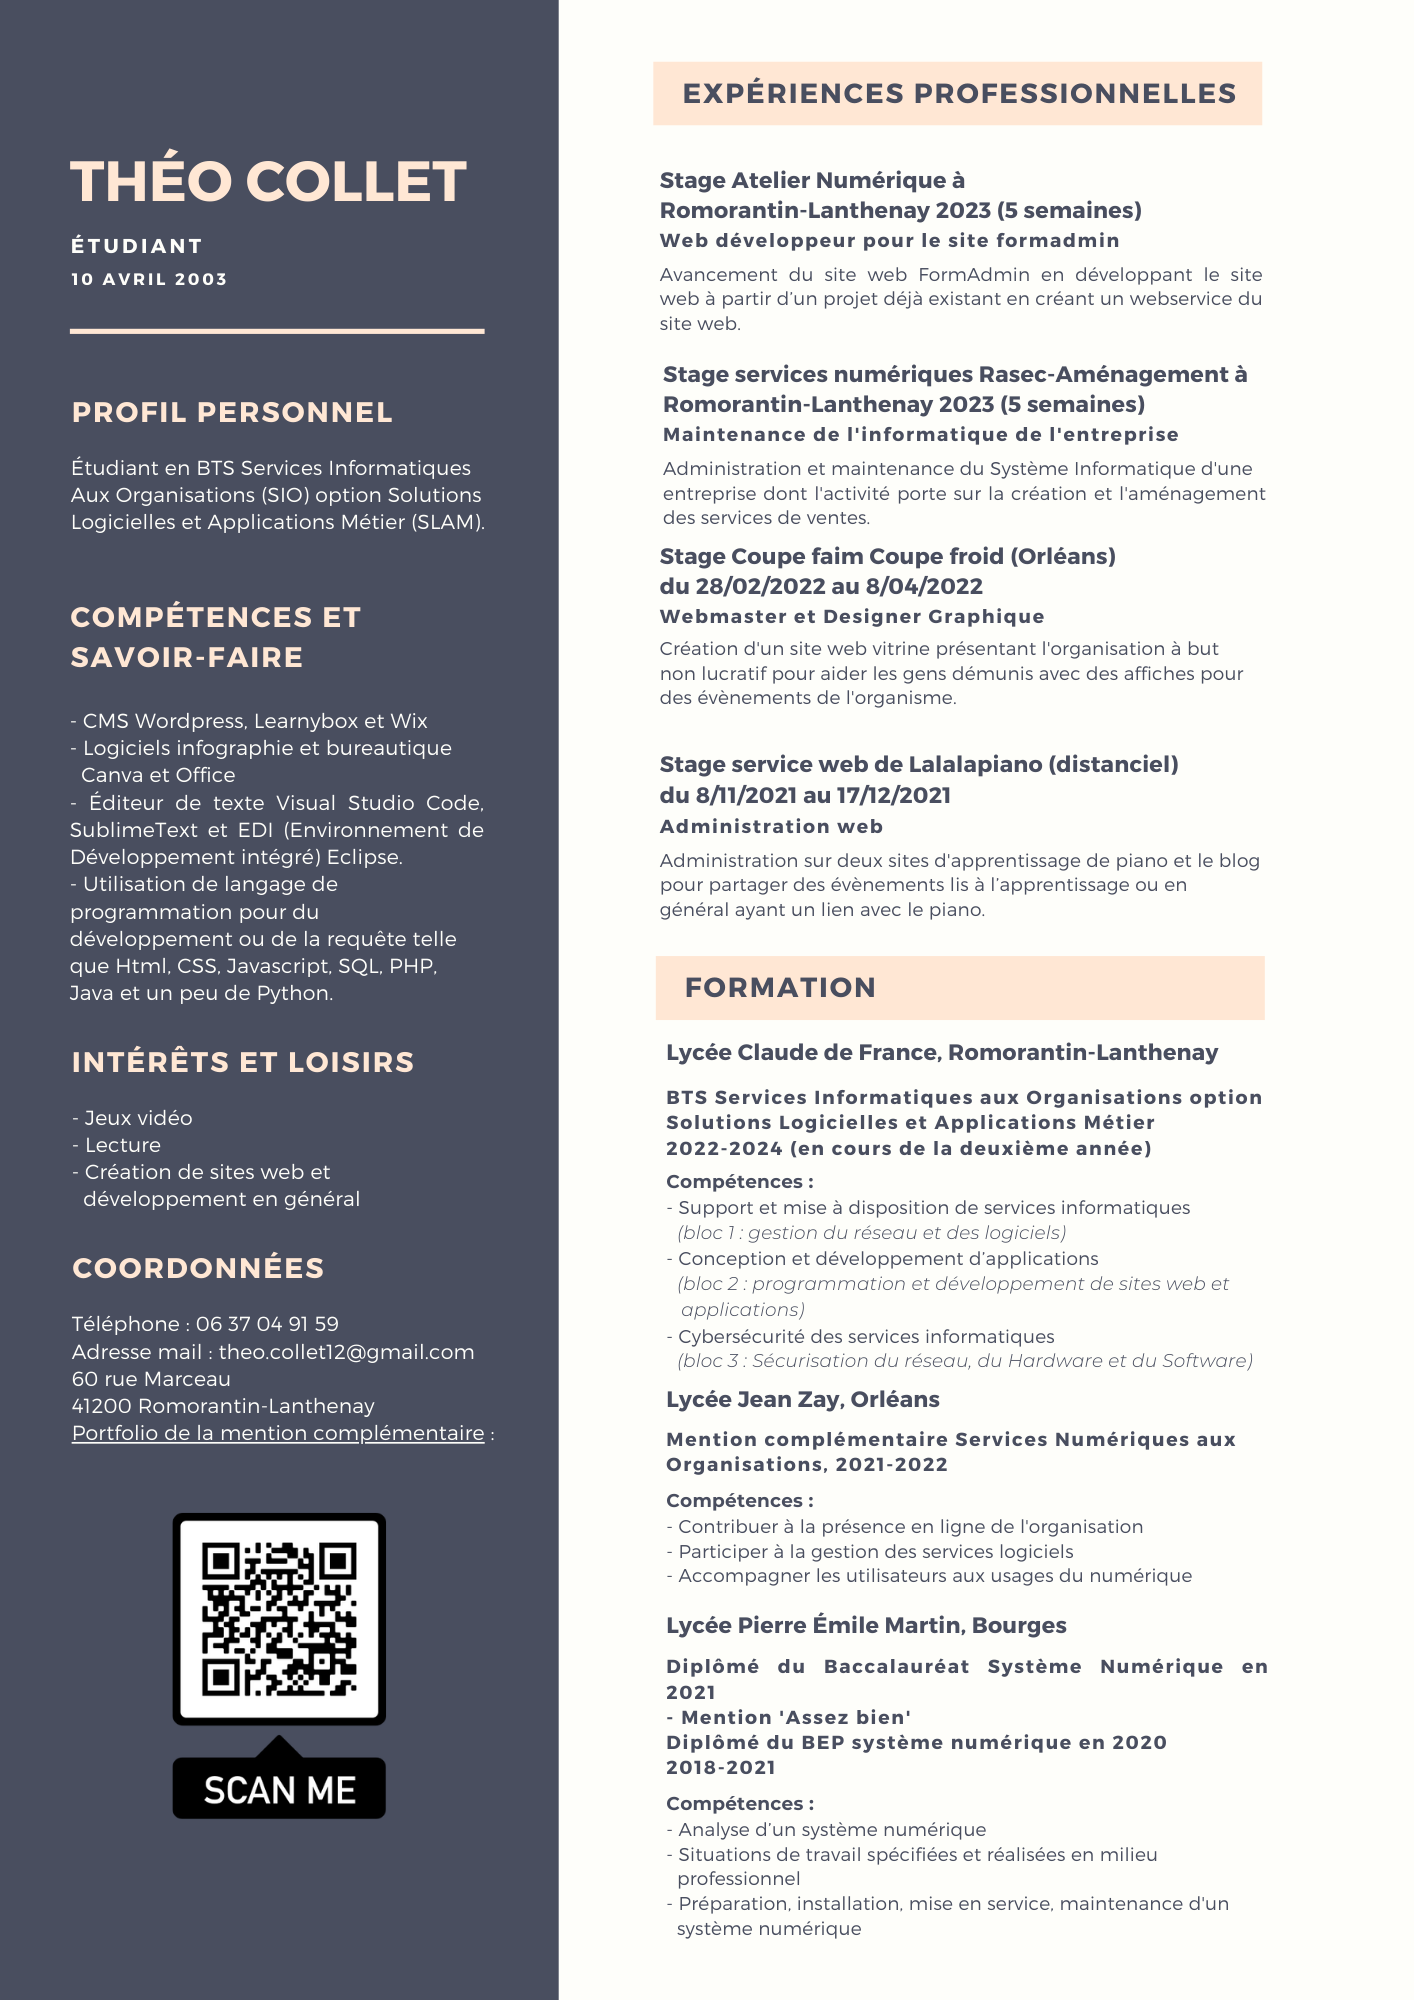 THÉO COLLET
ÉTUDIANT
10 AVRIL 2003
PROFIL PERSONNEL
Étudiant en BTS Services Informatiques
Aux Organisations (SIO) option Solutions
Logicielles et Applications Métier (SLAM).
COMPÉTENCES ET
SAVOIR-FAIRE
- CMS Wordpress, Learnybox et Wix
- Logiciels infographie et bureautique
Canva et Office
- Éditeur de texte Visual Studio Code,
SublimeText et EDI (Environnement de
Développement intégré) Eclipse.
- Utilisation de langage de
programmation pour du
développement ou de la requête telle
que Html, CSS, Javascript, SQL, PHP,
Java et un peu de Python.
INTÉRÊTS ET LOISIRS
- Jeux vidéo
- Lecture
- Création de sites web et
développement en général
COORDONNÉES
Téléphone : 06 37 04 91 59
Adresse mail : theo.collet12@gmail.com
60 rue Marceau
41200 Romorantin-Lanthenay
Portfolio de la mention complémentaire :
SCAN ME
EXPÉRIENCES PROFESSIONNELLES
Stage Atelier Numérique à
Romorantin-Lanthenay 2023 (5 semaines)
Web développeur pour le site formadmin
Avancement du site web FormAdmin en développant le site
web à partir d’un projet déjà existant en créant un webservice du
site web.
Stage services numériques Rasec-Aménagement à
Romorantin-Lanthenay 2023 (5 semaines)
Maintenance de l'informatique de l'entreprise
Administration et maintenance du Système Informatique d'une
entreprise dont l'activité porte sur la création et l'aménagement
des services de ventes.
Stage Coupe faim Coupe froid (Orléans)
du 28/02/2022 au 8/04/2022
Webmaster et Designer Graphique
Création d'un site web vitrine présentant l'organisation à but
non lucratif pour aider les gens démunis avec des affiches pour
des évènements de l'organisme.
Stage service web de Lalalapiano (distanciel)
du 8/11/2021 au 17/12/2021
Administration web
Administration sur deux sites d'apprentissage de piano et le blog
pour partager des évènements lis à l’apprentissage ou en
général ayant un lien avec le piano.
FORMATION
Lycée Claude de France, Romorantin-Lanthenay
BTS Services Informatiques aux Organisations option
Solutions Logicielles et Applications Métier
2022-2024 (en cours de la deuxième année)
Compétences :
- Support et mise à disposition de services informatiques
(bloc 1 : gestion du réseau et des logiciels)
- Conception et développement d’applications
(bloc 2 : programmation et développement de sites web et
applications)
- Cybersécurité des services informatiques
(bloc 3 : Sécurisation du réseau, du Hardware et du Software)
Lycée Jean Zay, Orléans
Mention complémentaire Services Numériques aux
Organisations, 2021-2022
Compétences :
- Contribuer à la présence en ligne de l'organisation
- Participer à la gestion des services logiciels
- Accompagner les utilisateurs aux usages du numérique
Lycée Pierre Émile Martin, Bourges
Diplômé du Baccalauréat Système Numérique en
2021
- Mention 'Assez bien'
Diplômé du BEP système numérique en 2020
2018-2021
Compétences :
- Analyse d’un système numérique
- Situations de travail spécifiées et réalisées en milieu
professionnel
- Préparation, installation, mise en service, maintenance d'un
système numérique